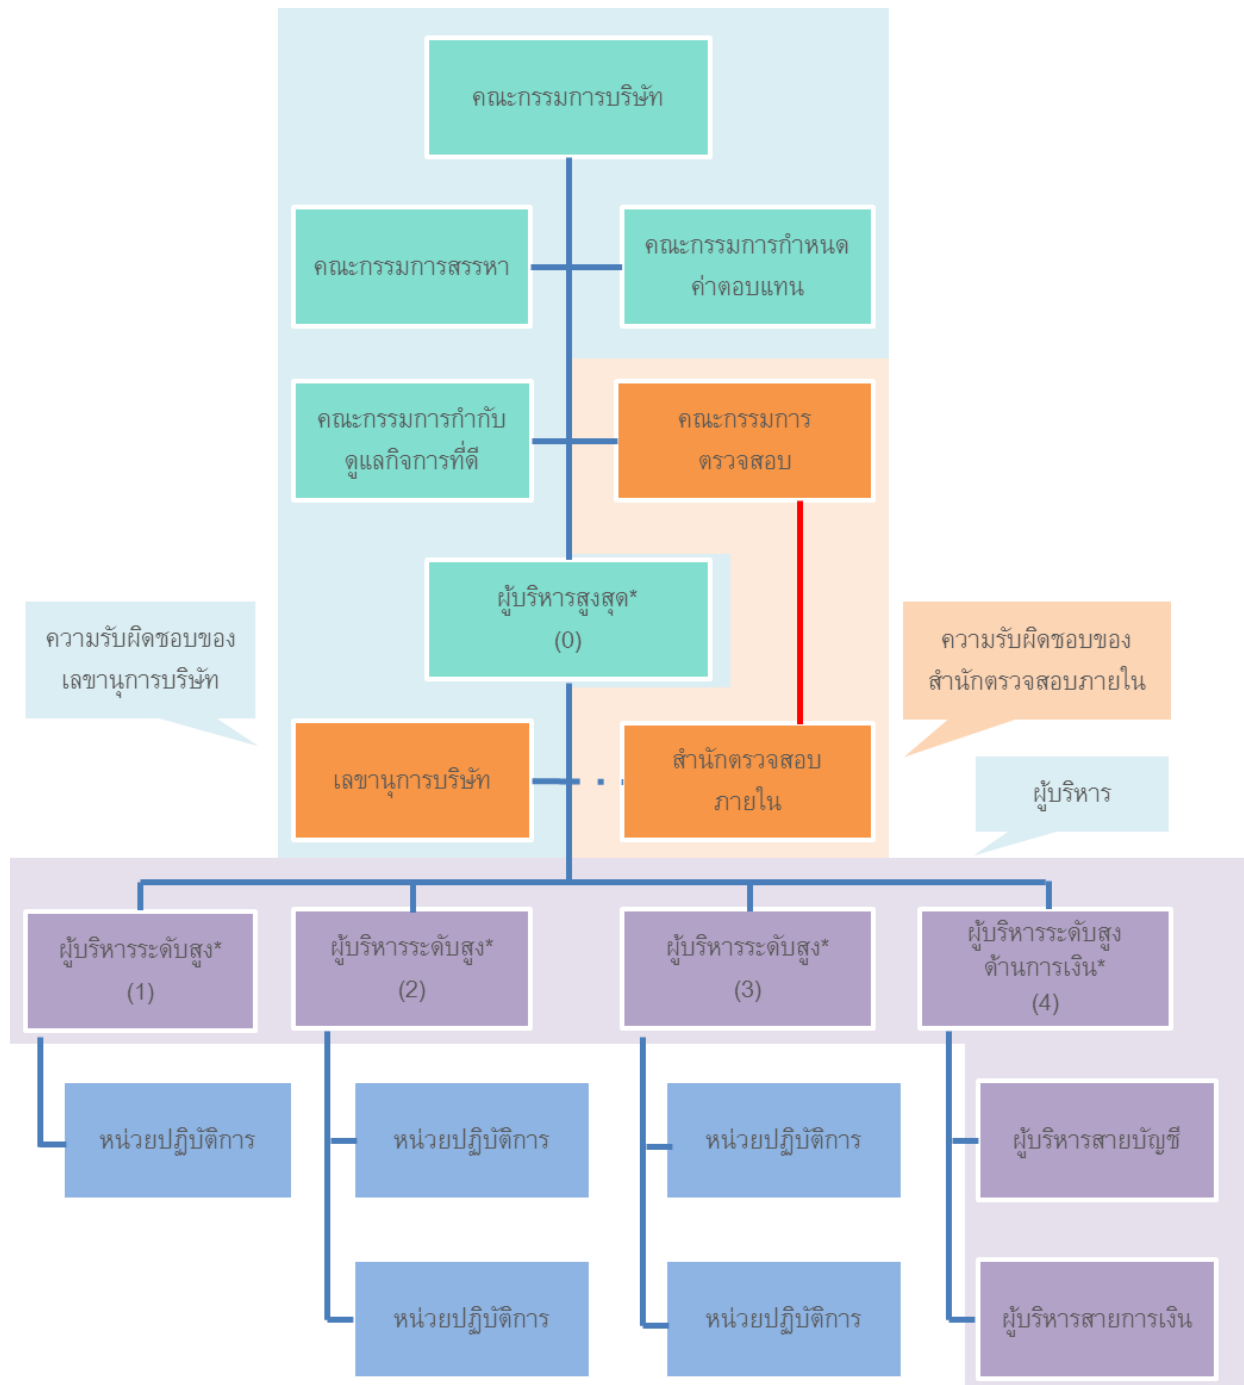 คณะกรรมการบริษัท
คณะกรรมการสรรหา
คณะกรรมการกำหนด
ค่าตอบแทน
คณะกรรมการกำกับ
ดูแลกิจการที่ดี
คณะกรรมการ
ตรวจสอบ
ผู้บริหารสูงสุด*
(0)
ความรับผิดชอบของ
เลขานุการบริษัท
ความรับผิดชอบของ
สำนักตรวจสอบภายใน
เลขานุการบริษัท
สำนักตรวจสอบ
ภายใน
ผู้บริหาร
ผู้บริหารระดับสูง*
(1)
ผู้บริหารระดับสูง*
(2)
ผู้บริหารระดับสูง*
(3)
ผู้บริหารระดับสูง
ด้านการเงิน*
(4)
หน่วยปฏิบัติการ
หน่วยปฏิบัติการ
หน่วยปฏิบัติการ
ผู้บริหารสายบัญชี
หน่วยปฏิบัติการ
หน่วยปฏิบัติการ
ผู้บริหารสายการเงิน